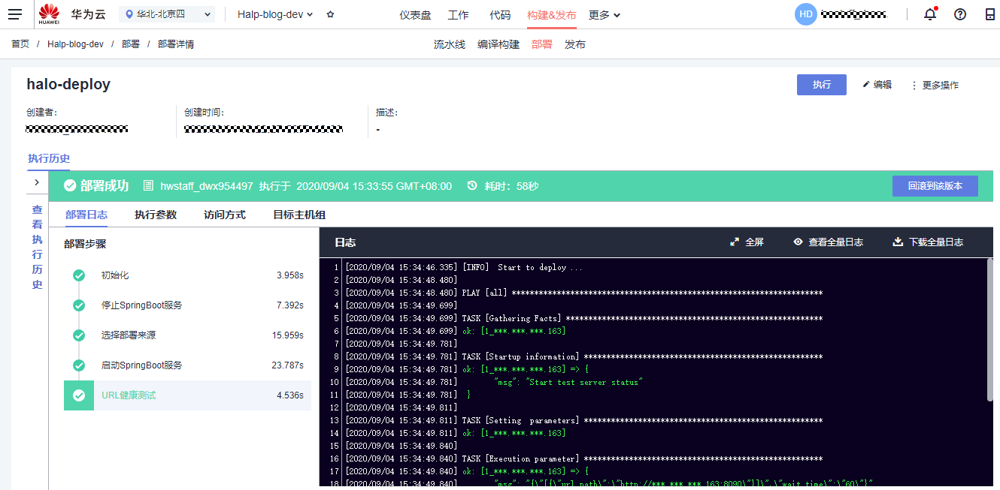 HUAWEI 华为云 华北-北京四 Halp-blog-dev 仪表盘 工作 代码 构建&发布 更多 HD
首页 / Halp-blog-dev / 部署 / 部署详情 流水线 编译构建 部署 发布
halo-deploy 执行 编辑 更多操作
创建者: 创建时间: 描述:
-
执行历史
部署成功 hwstaff_dwx954497 执行于 2020/09/04 15:33:55 GMT+08:00 耗时: 58秒 回滚到该版本
查看执行历史
部署日志 执行参数 访问方式 目标主机组
部署步骤
初始化 3.958s
停止SpringBoot服务 7.392s
选择部署来源 15.959s
启动SpringBoot服务 23.787s
URL健康测试 4.536s
日志 全屏 查看全量日志 下载全量日志
1 [2020/09/04 15:34:46.335] [INFO] Start to deploy ...
2 [2020/09/04 15:34:48.480]
3 [2020/09/04 15:34:48.480] PLAY [all] *********************************************************************
4 [2020/09/04 15:34:49.699]
5 [2020/09/04 15:34:49.699] TASK [Gathering Facts] *********************************************************
6 [2020/09/04 15:34:49.699] ok: [1_***.***.***.163]
7 [2020/09/04 15:34:49.781]
8 [2020/09/04 15:34:49.781] TASK [Startup information] *****************************************************
9 [2020/09/04 15:34:49.781] ok: [1_***.***.***.163] => {
10 [2020/09/04 15:34:49.781] "msg": "Start test server status"
11 [2020/09/04 15:34:49.781] }
12 [2020/09/04 15:34:49.811]
13 [2020/09/04 15:34:49.811] TASK [Setting parameters] *****************************************************
14 [2020/09/04 15:34:49.811] ok: [1_***.***.***.163]
15 [2020/09/04 15:34:49.840]
16 [2020/09/04 15:34:49.840] TASK [Execution parameter] *****************************************************
17 [2020/09/04 15:34:49.840] ok: [1_***.***.***.163] => {
18 [2020/09/04 15:34:49.840] "msg": "{\"[{\"url_path\":\"http://***.***.***.163:8090\"}]\",\"wait_time\":\"60\"}"